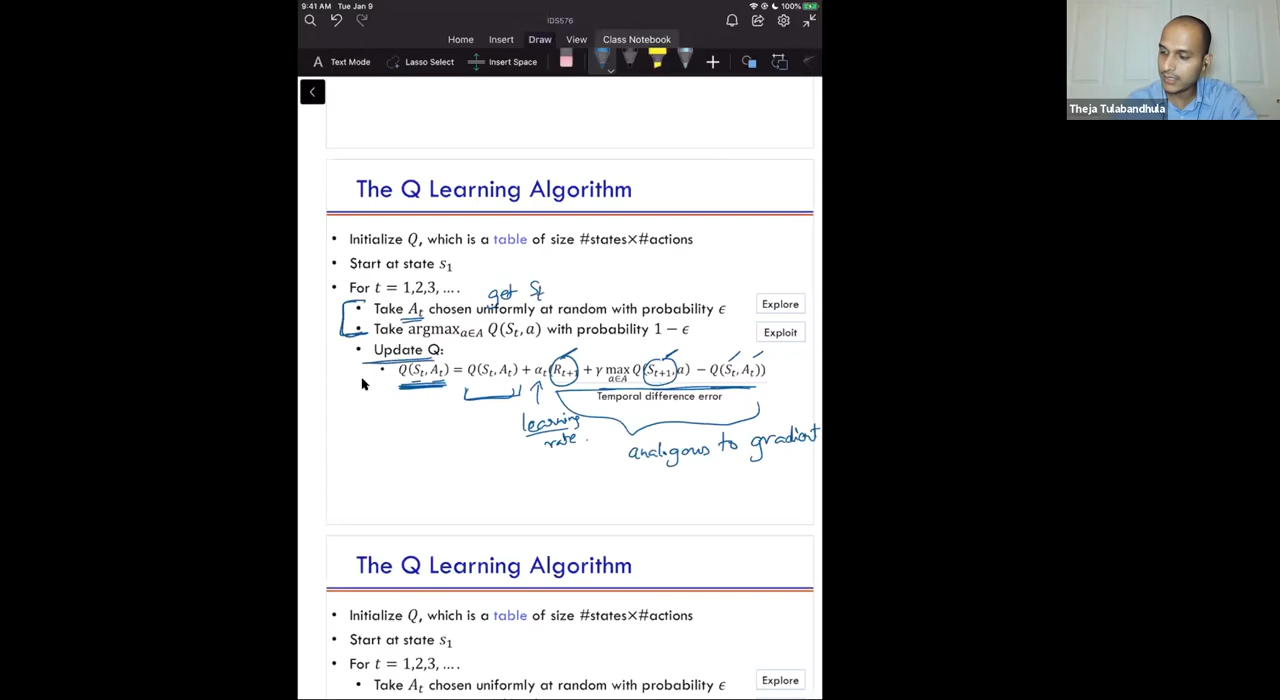 9:41 AM Tue Jan 9
100%
IDS576
Home Insert Draw View Class Notebook
A Text Mode Lasso Select Insert Space
Theja Tulabandhula
The Q Learning Algorithm
• Initialize Q, which is a table of size #states×#actions
• Start at state s₁
• For t = 1,2,3, ….
get St
• Take Aₜ chosen uniformly at random with probability ϵ
Explore
• Take argmaxₐ∈A Q(Sₜ, a) with probability 1 − ϵ
Exploit
• Update Q:
• Q(Sₜ, Aₜ) = Q(Sₜ, Aₜ) + αₜ(Rₜ₊₁ + γ max a∈A Q(Sₜ₊₁, a) − Q(Sₜ, Aₜ))
Temporal difference error
learning
rate
analogous to gradient
The Q Learning Algorithm
• Initialize Q, which is a table of size #states×#actions
• Start at state s₁
• For t = 1,2,3, ….
• Take Aₜ chosen uniformly at random with probability ϵ
Explore